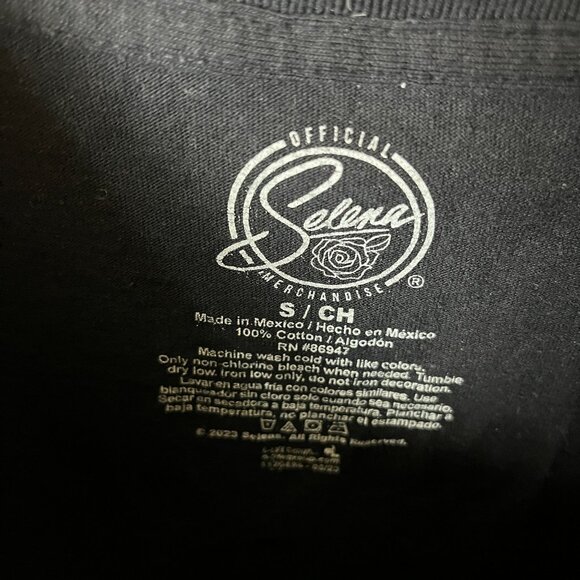 OFFICIAL
Selena
MERCHANDISE ®
S / CH
Made in Mexico / Hecho en México
100% Cotton / Algodón
RN #86947
Machine wash cold with like colors.
Only non-chlorine bleach when needed. Tumble
dry low. Iron low only, do not iron decoration.
Lavar en agua fría con colores similares. Use
blanqueador sin cloro solo cuando sea necesario.
Secar en secadora a baja temperatura. Planchar a
baja temperatura, no planchar el estampado.
© 2023 Selena. All Rights Reserved.